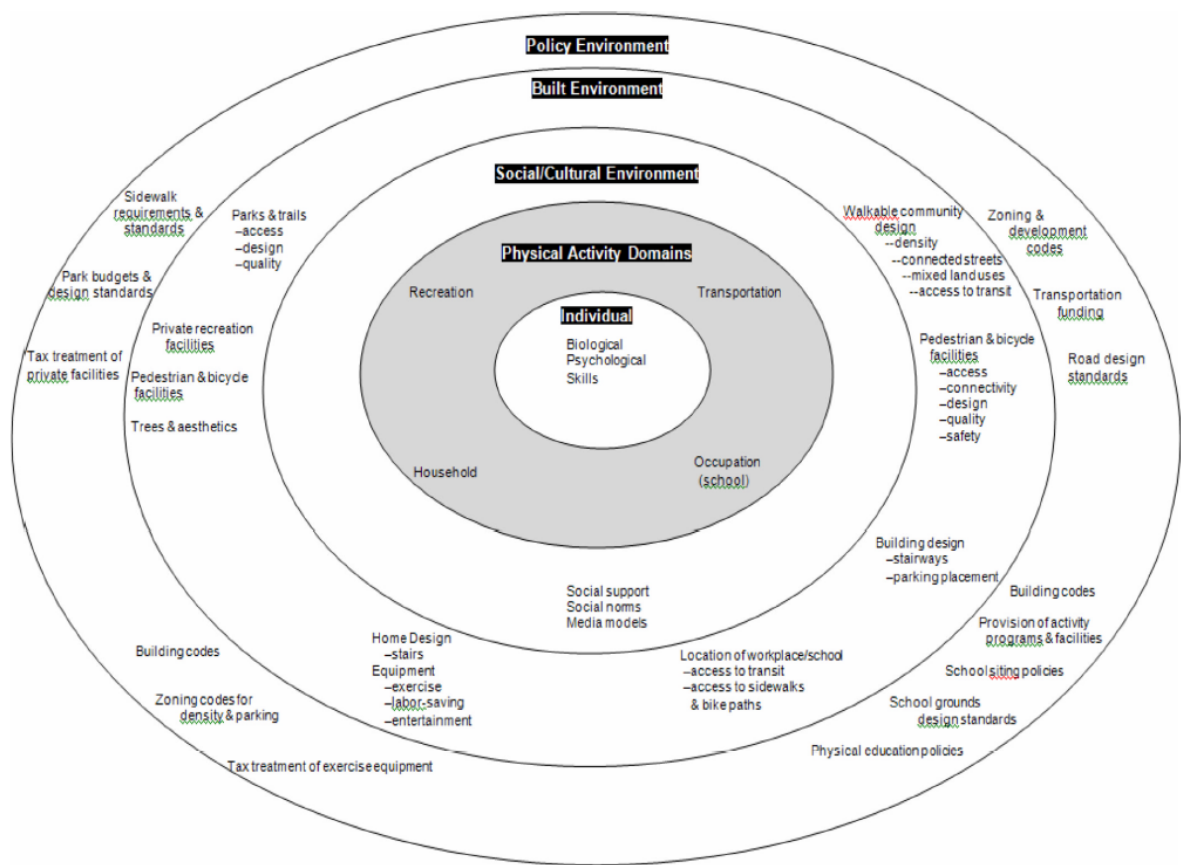 Policy Environment
Built Environment
Social/Cultural Environment
Physical Activity Domains
Individual
Biological
Psychological
Skills
Recreation
Transportation
Household
Occupation
(school)
Social support
Social norms
Media models
Parks & trails
–access
–design
–quality
Private recreation
facilities
Pedestrian & bicycle
facilities
Trees & aesthetics
Walkable community
design
--density
--connected streets
--mixed land uses
--access to transit
Pedestrian & bicycle
facilities
–access
–connectivity
–design
–quality
–safety
Building design
–stairways
–parking placement
Home Design
–stairs
Equipment
–exercise
–labor-saving
–entertainment
Location of workplace/school
–access to transit
–access to sidewalks
& bike paths
Sidewalk
requirements &
standards
Park budgets &
design standards
Tax treatment of
private facilities
Zoning &
development
codes
Transportation
funding
Road design
standards
Building codes
Zoning codes for
density & parking
Tax treatment of exercise equipment
Building codes
Provision of activity
programs & facilities
School siting policies
School grounds
design standards
Physical education policies